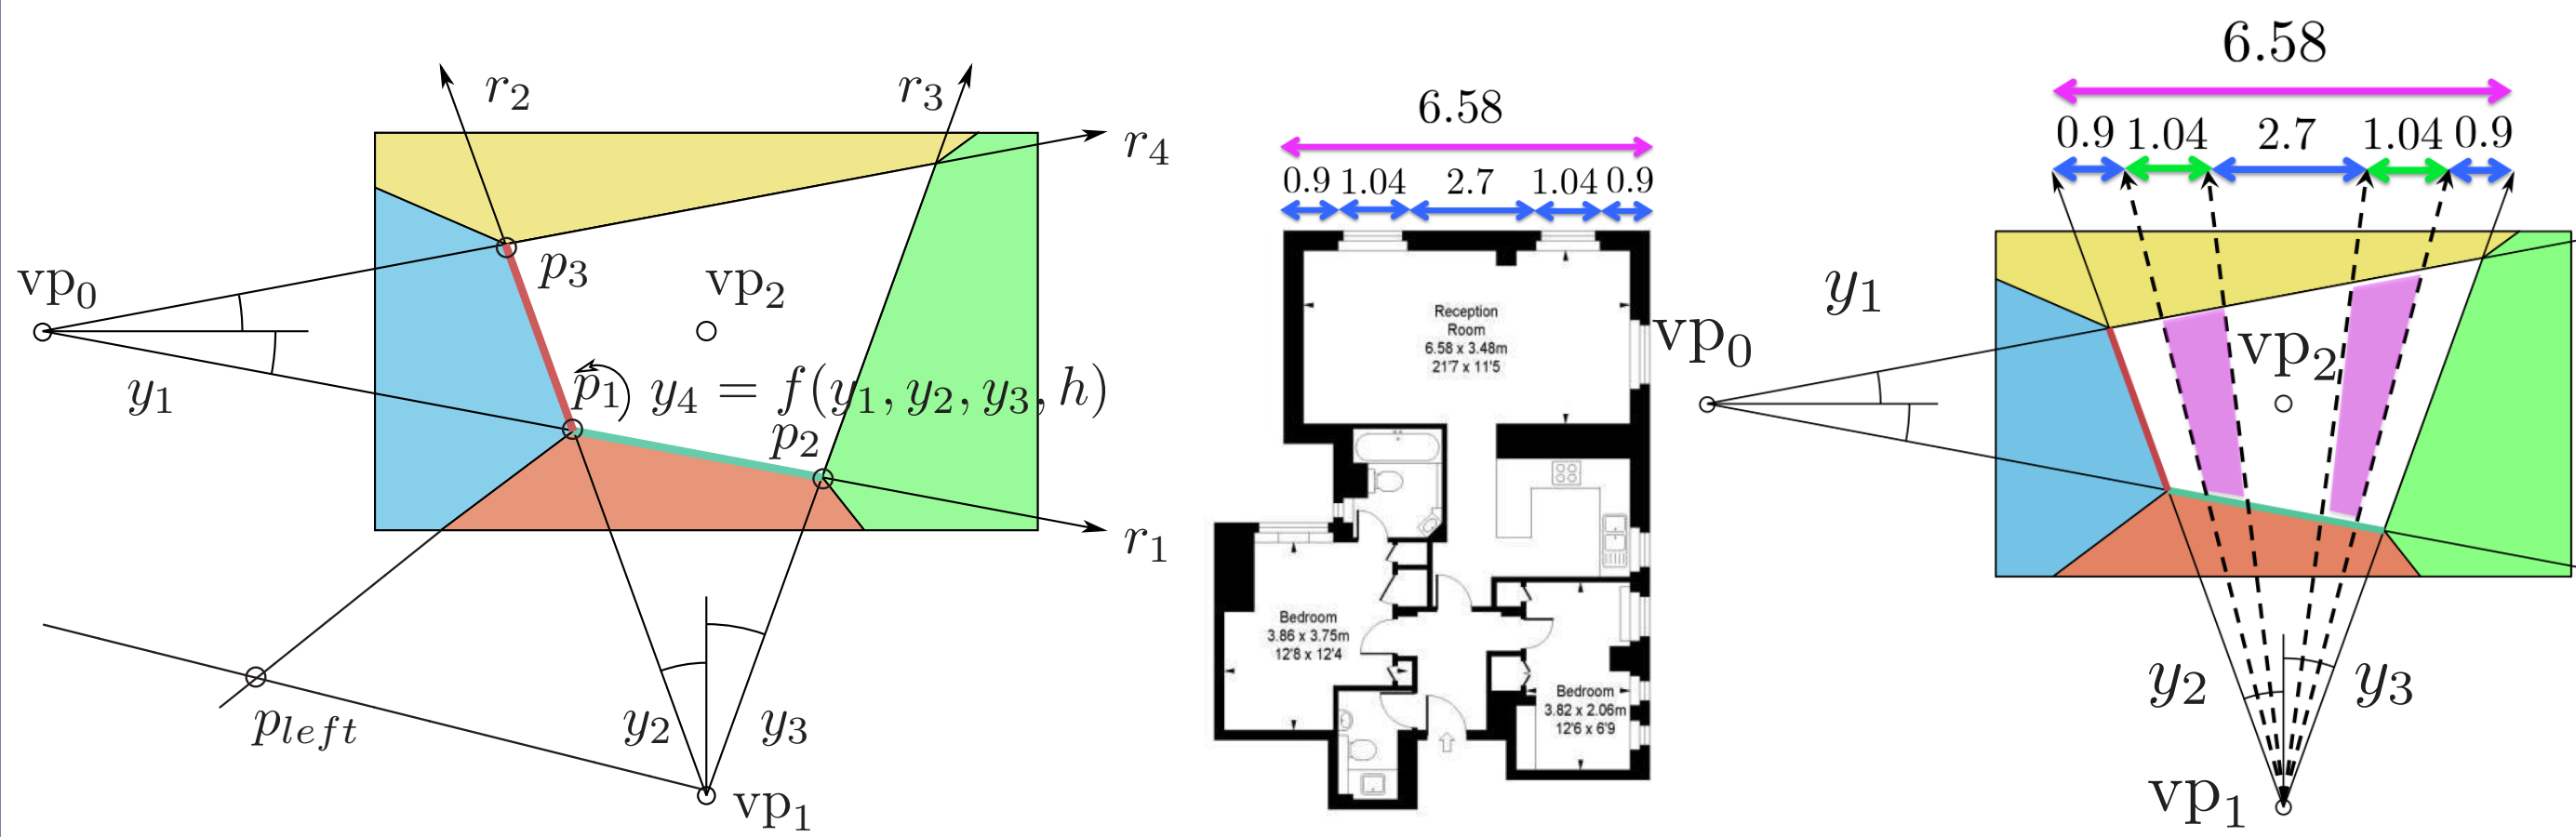 r2
r3
r4
vp0
p3
vp2
y1
p1
y4 = f(y1, y2, y3, h)
p2
r1
pleft
y2
y3
vp1
6.58
0.9 1.04 2.7 1.04 0.9
Reception
Room
6.58 x 3.48m
21'7 x 11'5
Bedroom
3.86 x 3.75m
12'8 x 12'4
Bedroom
3.82 x 2.06m
12'6 x 6'9
6.58
0.9 1.04 2.7 1.04 0.9
y1
vp0
vp2
y2
y3
vp1